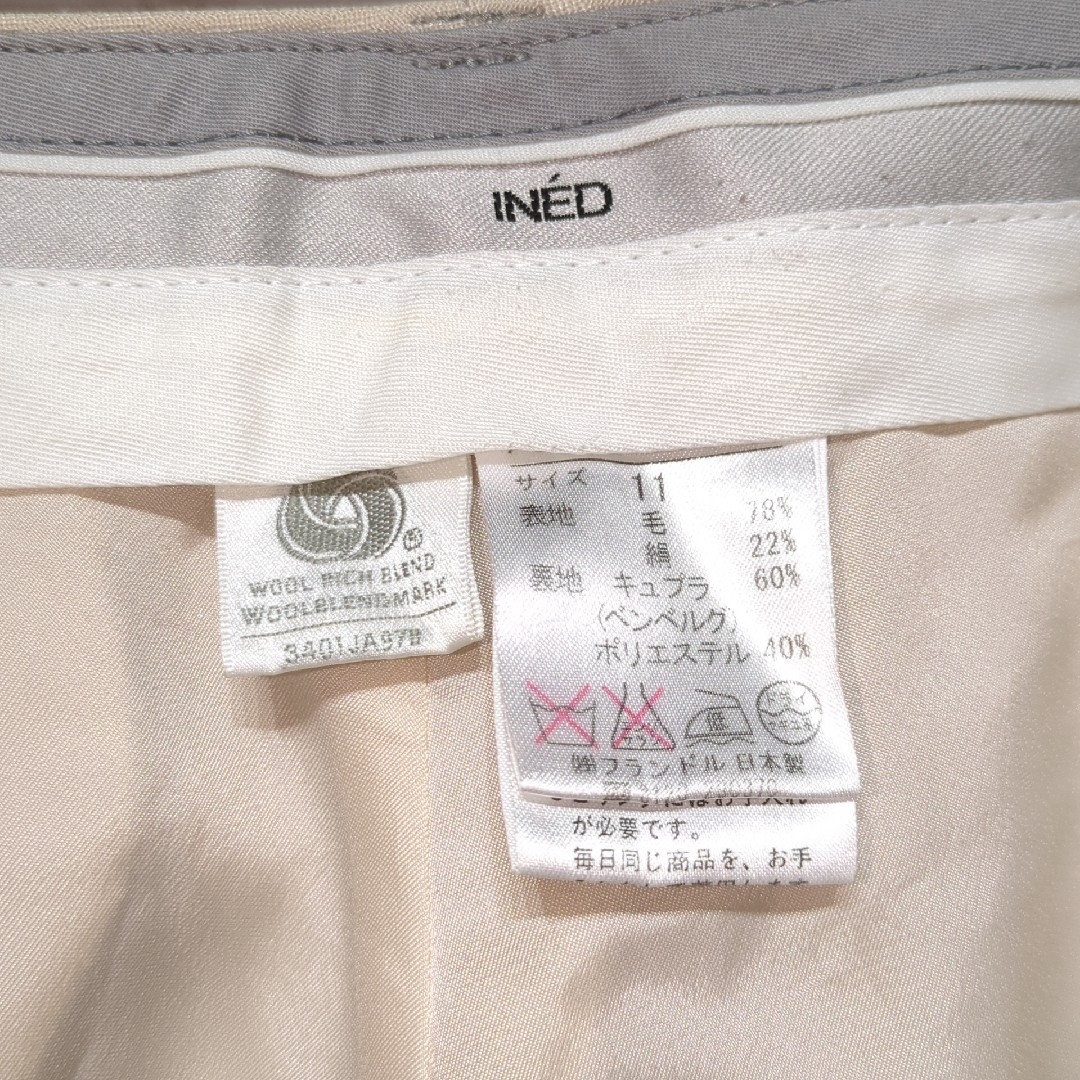 INÉD
WOOL RICH BLEND
WOOLBLENDMARK
3401JA97
サイズ 11
表地 毛 78%
絹 22%
裏地 キュプラ 60%
(ベンベルグ)
ポリエステル 40%
低 ドライ
㈱フランドル 日本製
が必要です。
毎日同じ商品を、お手